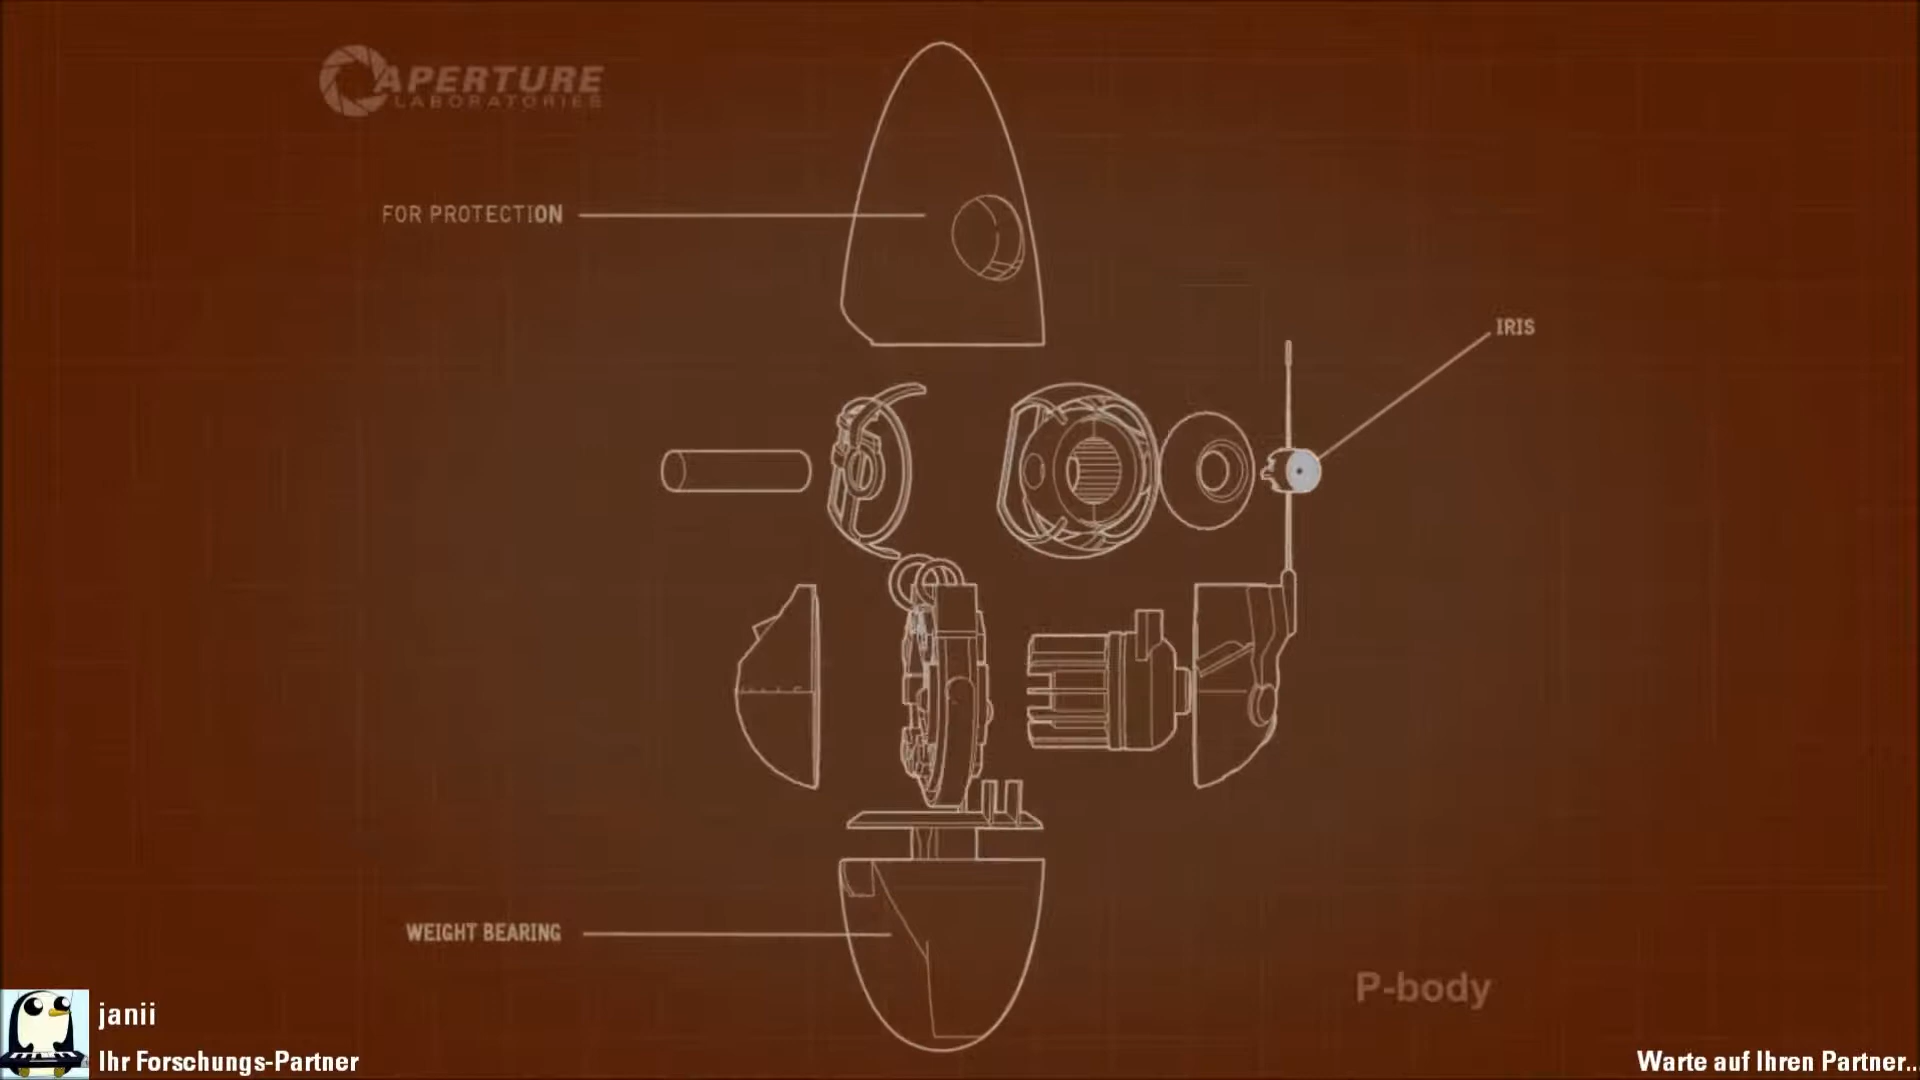 APERTURE
LABORATORIES
FOR PROTECTION
IRIS
WEIGHT BEARING
P-body
janii
Ihr Forschungs-Partner
Warte auf Ihren Partner..